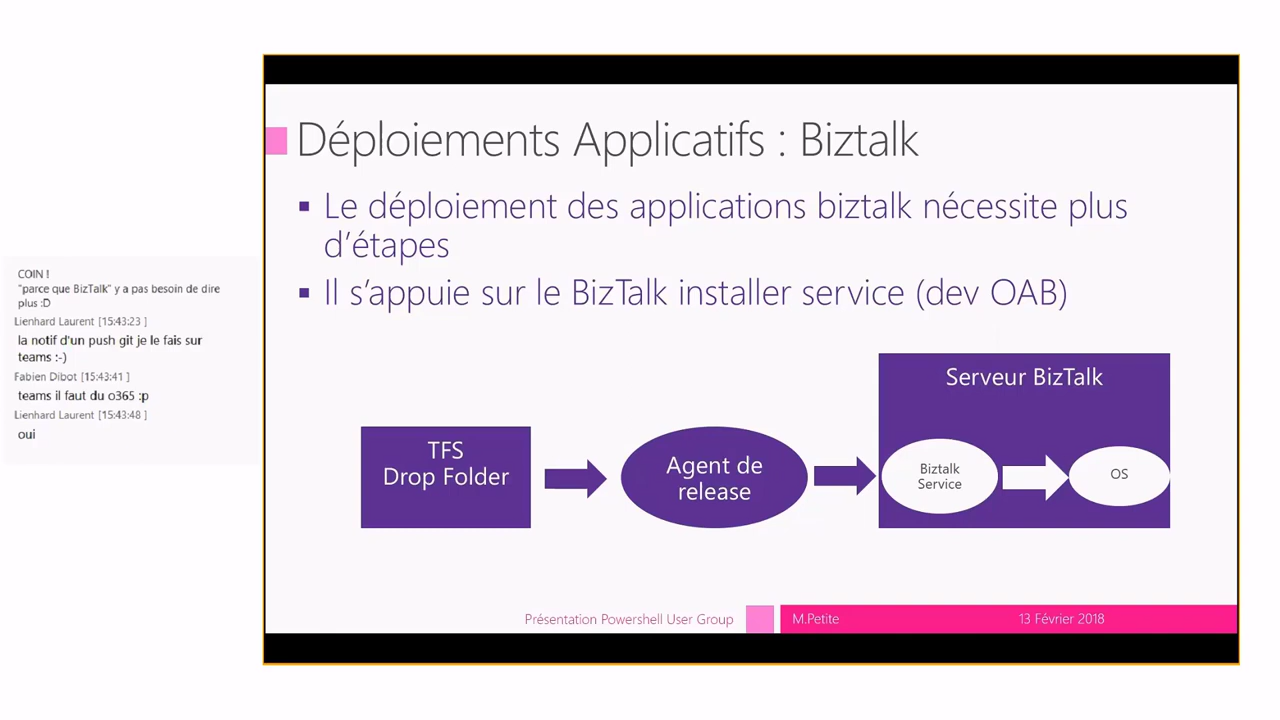 COIN !
"parce que BizTalk" y a pas besoin de dire
plus :D
Lienhard Laurent [15:43:23 ]
la notif d'un push git je le fais sur
teams :-)
Fabien Dibot [15:43:41 ]
teams il faut du o365 :p
Lienhard Laurent [15:43:48 ]
oui
Déploiements Applicatifs : Biztalk
▪ Le déploiement des applications biztalk nécessite plus
d’étapes
▪ Il s’appuie sur le BizTalk installer service (dev OAB)
TFS
Drop Folder
Agent de
release
Serveur BizTalk
Biztalk
Service
OS
Présentation Powershell User Group
M.Petite
13 Février 2018